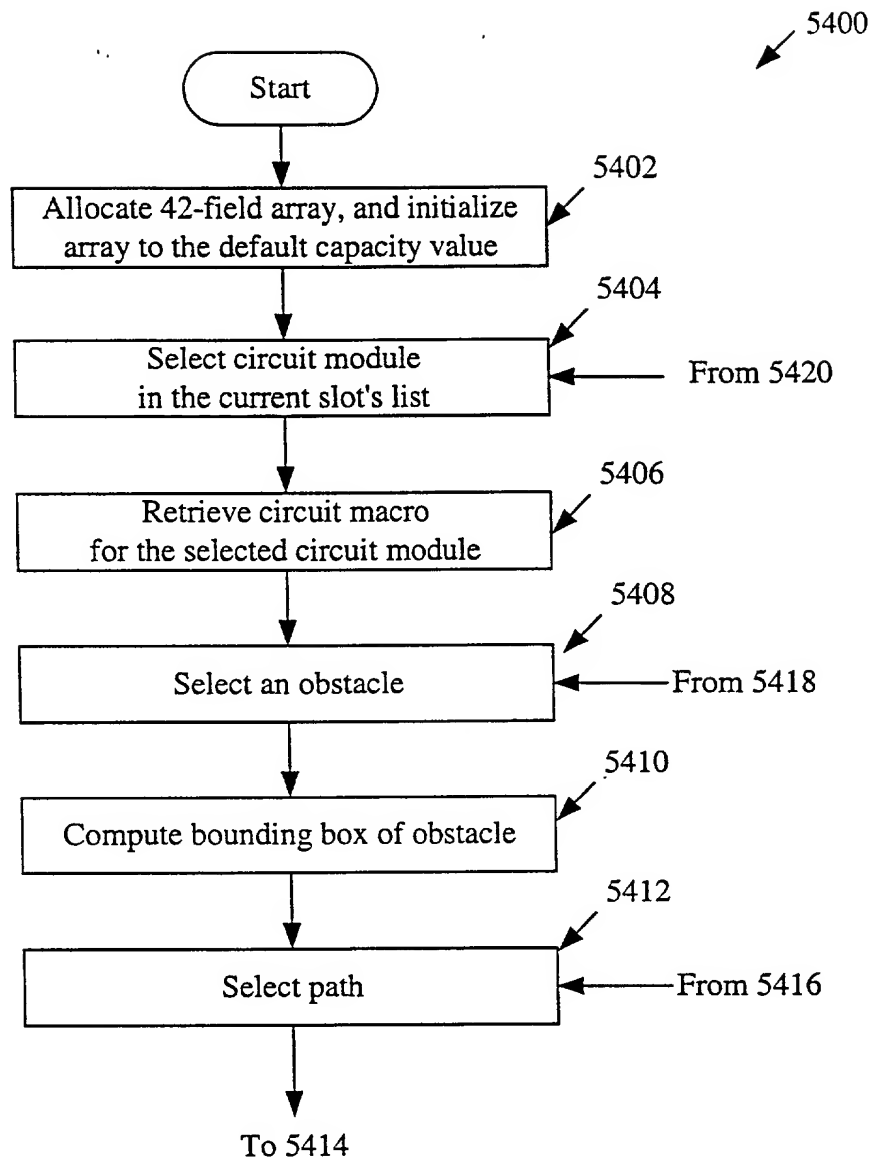 5400
Start
5402
Allocate 42-field array, and initialize
array to the default capacity value
5404
Select circuit module
in the current slot's list
From 5420
5406
Retrieve circuit macro
for the selected circuit module
5408
Select an obstacle
From 5418
5410
Compute bounding box of obstacle
5412
Select path
From 5416
To 5414